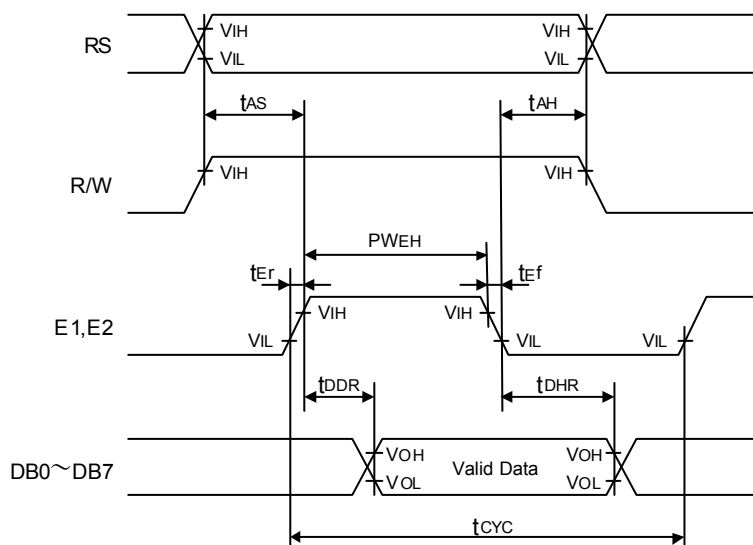 RS
VIH
VIL
VIH
VIL
tAS
tAH
R/W
VIH
VIH
PWEH
tEr
tEf
E1,E2
VIH
VIH
VIL
VIL
VIL
tDDR
tDHR
DB0～DB7
VOH
VOL
Valid Data
VOH
VOL
tCYC